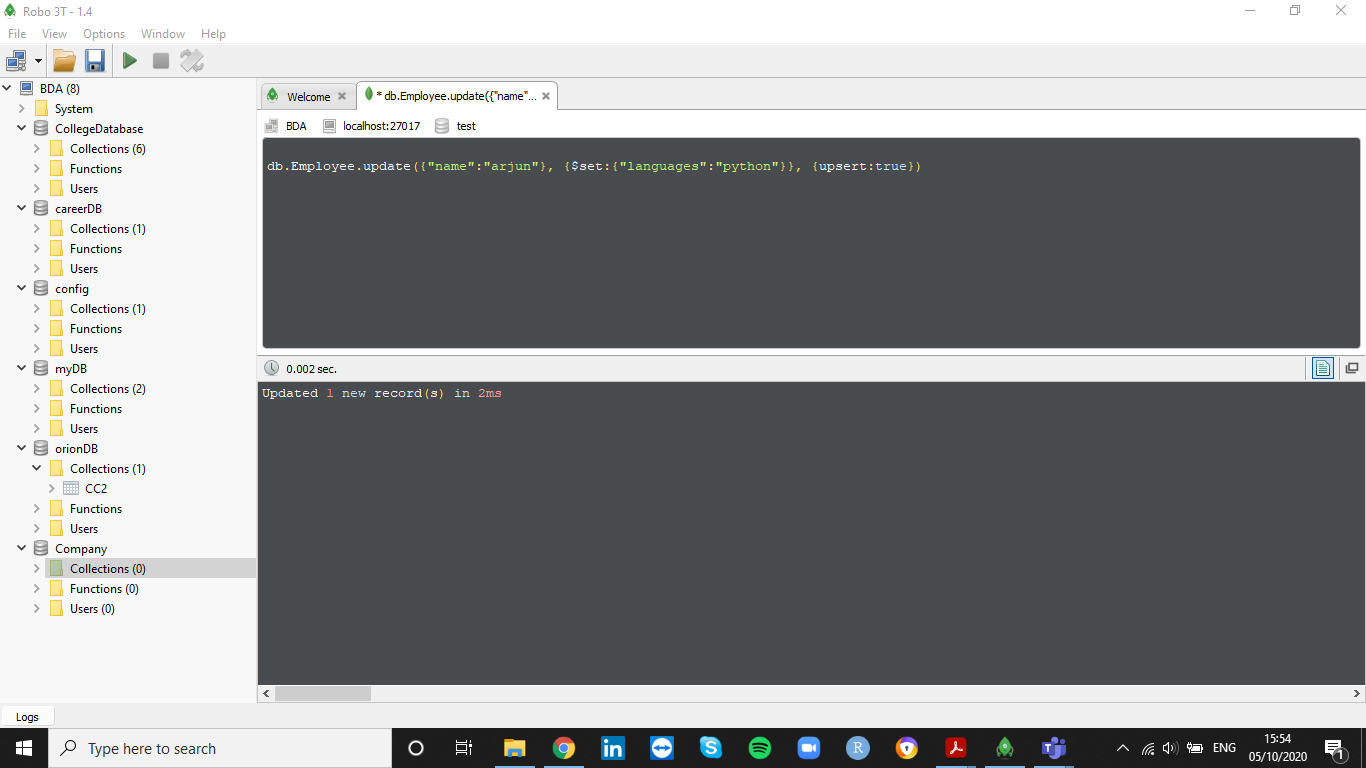 Robo 3T - 1.4
File View Options Window Help
BDA (8)
System
CollegeDatabase
Collections (6)
Functions
Users
careerDB
Collections (1)
Functions
Users
config
Collections (1)
Functions
Users
myDB
Collections (2)
Functions
Users
orionDB
Collections (1)
CC2
Functions
Users
Company
Collections (0)
Functions (0)
Users (0)
Welcome * db.Employee.update({"name"...
BDA localhost:27017 test
db.Employee.update({"name":"arjun"}, {$set:{"languages":"python"}}, {upsert:true})
0.002 sec.
Updated 1 new record(s) in 2ms
Logs
Type here to search
in
S
R
ENG
15:54
05/10/2020
1